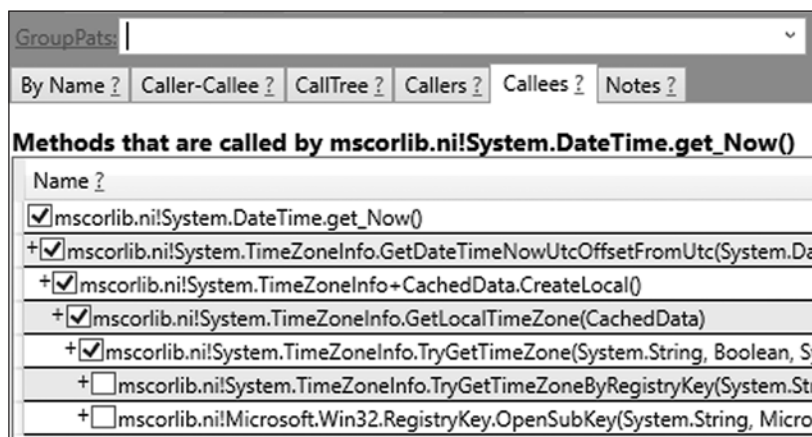 GroupPats:
By Name ? Caller-Callee ? CallTree ? Callers ? Callees ? Notes ?
Methods that are called by mscorlib.ni!System.DateTime.get_Now()
Name ?
mscorlib.ni!System.DateTime.get_Now()
+ mscorlib.ni!System.TimeZoneInfo.GetDateTimeNowUtcOffsetFromUtc(System.Da
+ mscorlib.ni!System.TimeZoneInfo+CachedData.CreateLocal()
+ mscorlib.ni!System.TimeZoneInfo.GetLocalTimeZone(CachedData)
+ mscorlib.ni!System.TimeZoneInfo.TryGetTimeZone(System.String, Boolean, Sy
+ mscorlib.ni!System.TimeZoneInfo.TryGetTimeZoneByRegistryKey(System.Str
+ mscorlib.ni!Microsoft.Win32.RegistryKey.OpenSubKey(System.String, Micro